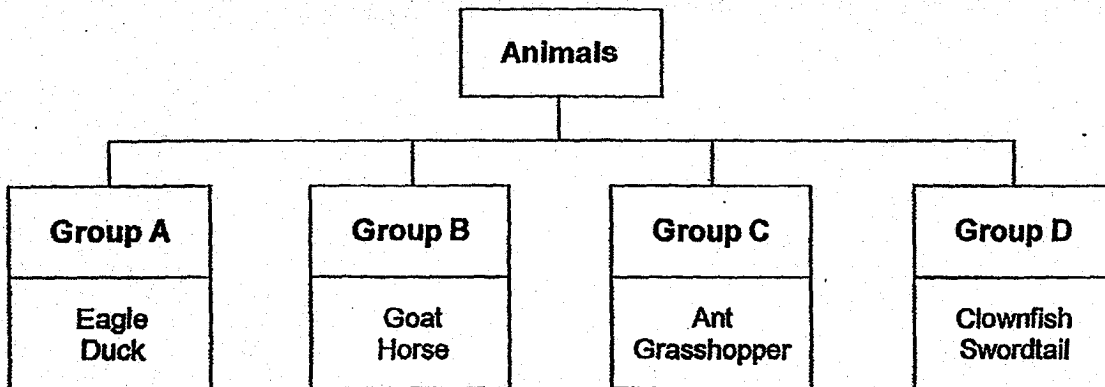 Animals
Group A
Group B
Group C
Group D
Eagle
Duck
Goat
Horse
Ant
Grasshopper
Clownfish
Swordtail